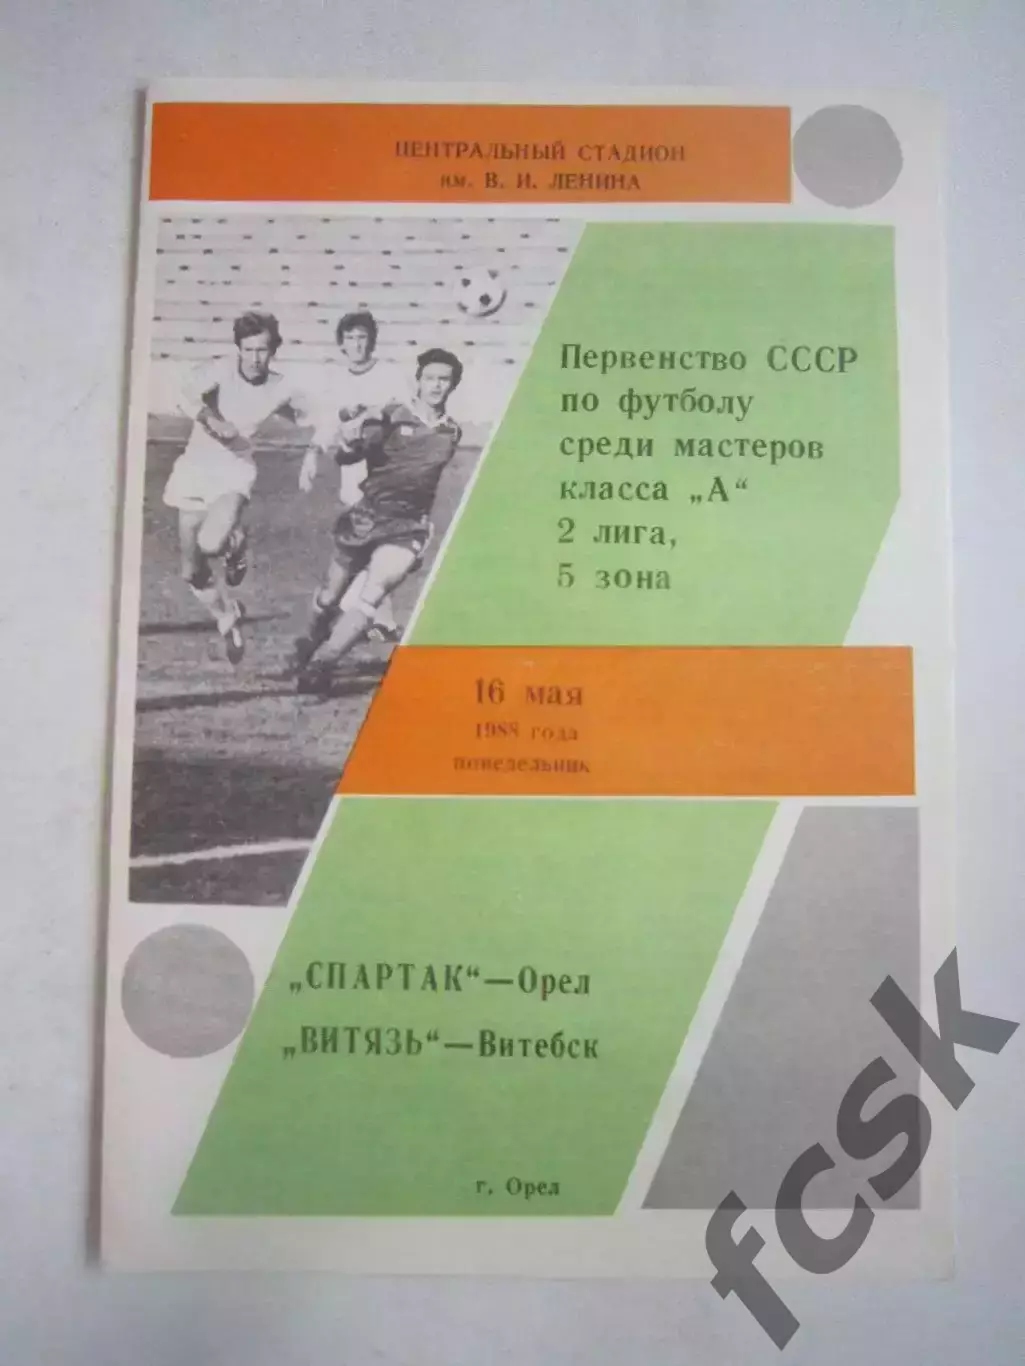 ЦЕНТРАЛЬНЫЙ СТАДИОН
им. В. И. ЛЕНИНА
Первенство СССР
по футболу
среди мастеров
класса „А“
2 лига,
5 зона
16 мая
1988 года
понедельник
„СПАРТАК“—Орел
„ВИТЯЗЬ“—Витебск
г. Орел
fcsk